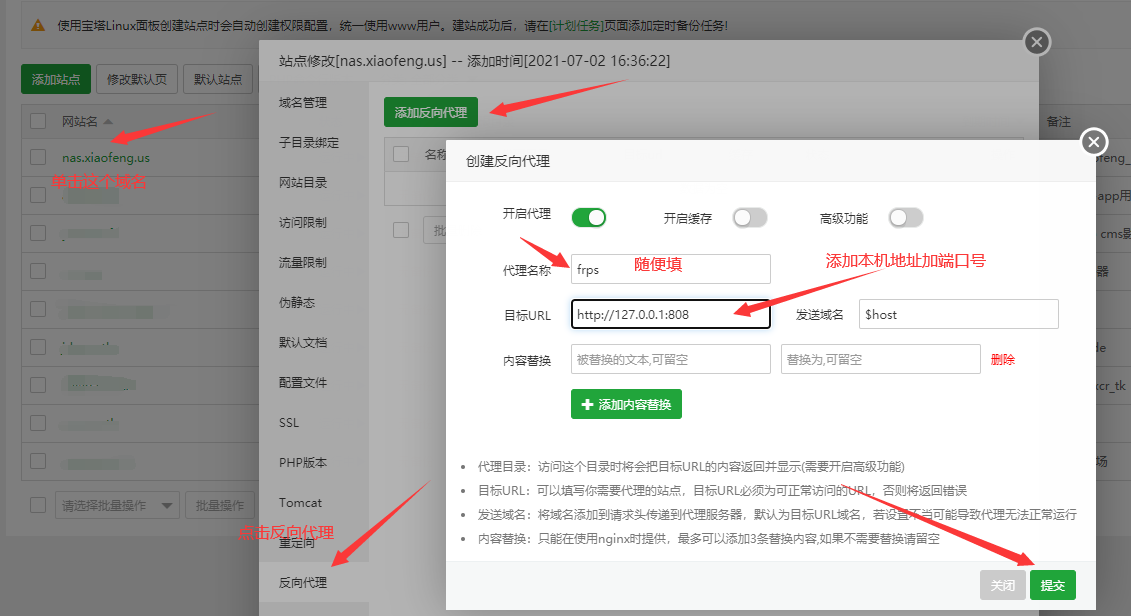 使用宝塔Linux面板创建站点时会自动创建权限配置，统一使用www用户。建站成功后，请在[计划任务]页面添加定时备份任务!
添加站点
修改默认页
默认站点
网站名
nas.xiaofeng.us
单击这个域名
请选择批量操作
批量操作
站点修改[nas.xiaofeng.us] -- 添加时间[2021-07-02 16:36:22]
域名管理
子目录绑定
网站目录
访问限制
流量限制
伪静态
默认文档
配置文件
SSL
PHP版本
Tomcat
重定向
点击反向代理
反向代理
添加反向代理
名称
批
备注
ofeng_
app用
cms影
器
de
xcr_tk
场
创建反向代理
开启代理
开启缓存
高级功能
代理名称
frps
随便填
添加本机地址加端口号
目标URL
http://127.0.0.1:808
发送域名
$host
内容替换
被替换的文本,可留空
替换为,可留空
删除
添加内容替换
代理目录：访问这个目录时将会把目标URL的内容返回并显示(需要开启高级功能)
目标URL：可以填写你需要代理的站点，目标URL必须为可正常访问的URL，否则将返回错误
发送域名：将域名添加到请求头传递到代理服务器，默认为目标URL域名，若设置不当可能导致代理无法正常运行
内容替换：只能在使用nginx时提供，最多可以添加3条替换内容,如果不需要替换请留空
关闭
提交